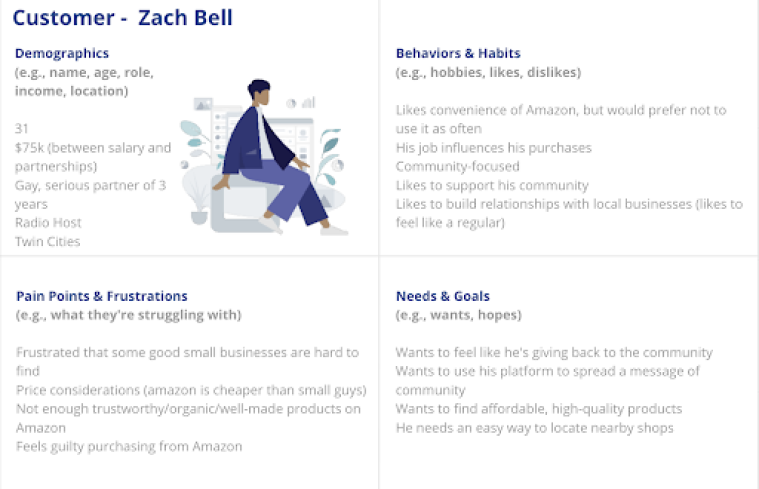 Customer -  Zach Bell
Demographics
(e.g., name, age, role,
income, location)
31
$75k (between salary and
partnerships)
Gay, serious partner of 3
years
Radio Host
Twin Cities
Behaviors & Habits
(e.g., hobbies, likes, dislikes)
Likes convenience of Amazon, but would prefer not to
use it as often
His job influences his purchases
Community-focused
Likes to support his community
Likes to build relationships with local businesses (likes to
feel like a regular)
Pain Points & Frustrations
(e.g., what they're struggling with)
Frustrated that some good small businesses are hard to
find
Price considerations (amazon is cheaper than small guys)
Not enough trustworthy/organic/well-made products on
Amazon
Feels guilty purchasing from Amazon
Needs & Goals
(e.g., wants, hopes)
Wants to feel like he's giving back to the community
Wants to use his platform to spread a message of
community
Wants to find affordable, high-quality products
He needs an easy way to locate nearby shops